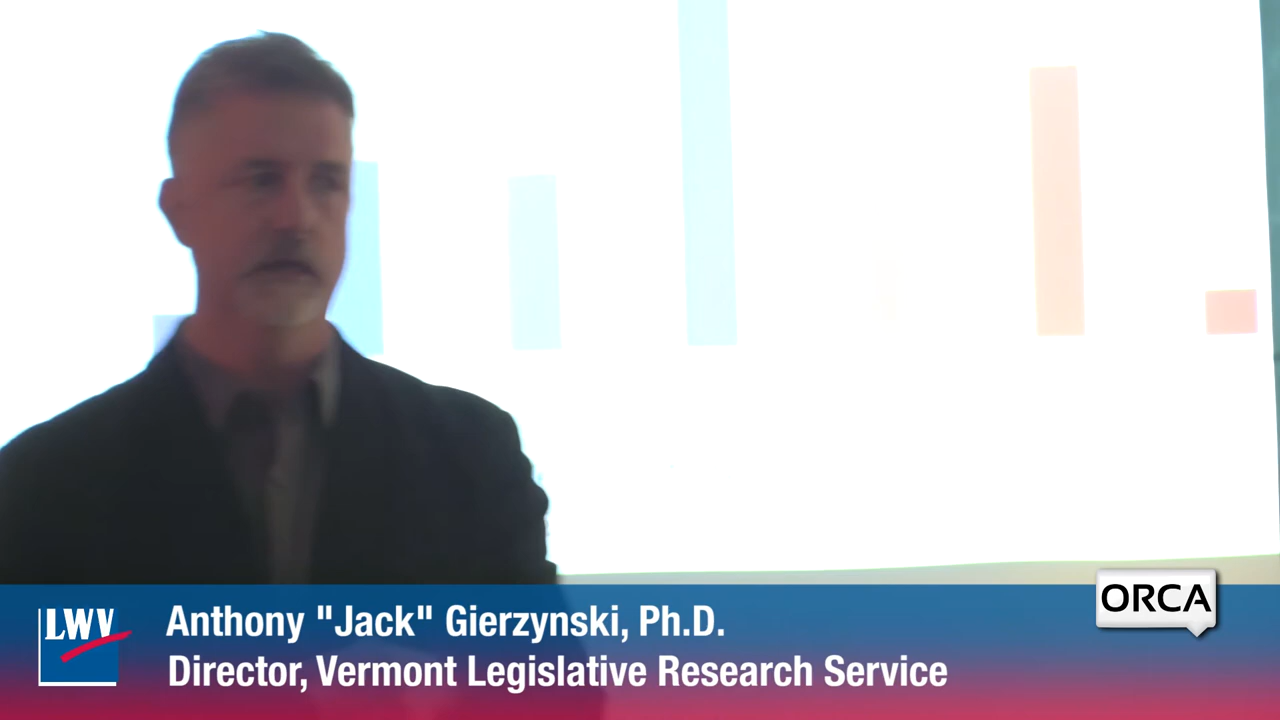 LWV
Anthony "Jack" Gierzynski, Ph.D.
Director, Vermont Legislative Research Service
ORCA